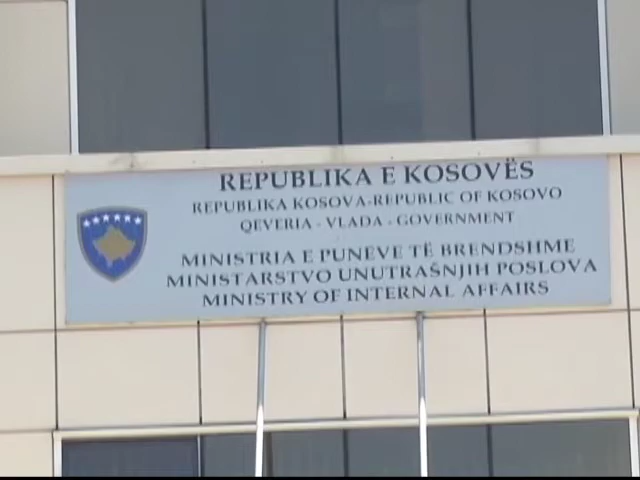 REPUBLIKA E KOSOVËS
REPUBLIKA KOSOVA-REPUBLIC OF KOSOVO
QEVERIA - VLADA - GOVERNMENT
MINISTRIA E PUNËVE TË BRENDSHME
MINISTARSTVO UNUTRAŠNJIH POSLOVA
MINISTRY OF INTERNAL AFFAIRS